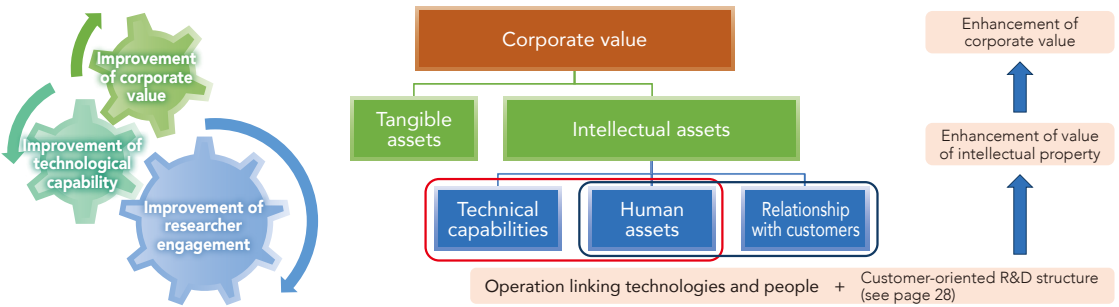 Improvement
of corporate
value
Improvement of
technological
capability
Improvement of
researcher
engagement
Corporate value
Tangible
assets
Intellectual assets
Technical
capabilities
Human
assets
Relationship
with customers
Operation linking technologies and people + Customer-oriented R&D structure
(see page 28)
Enhancement of
corporate value
Enhancement of value
of intellectual property